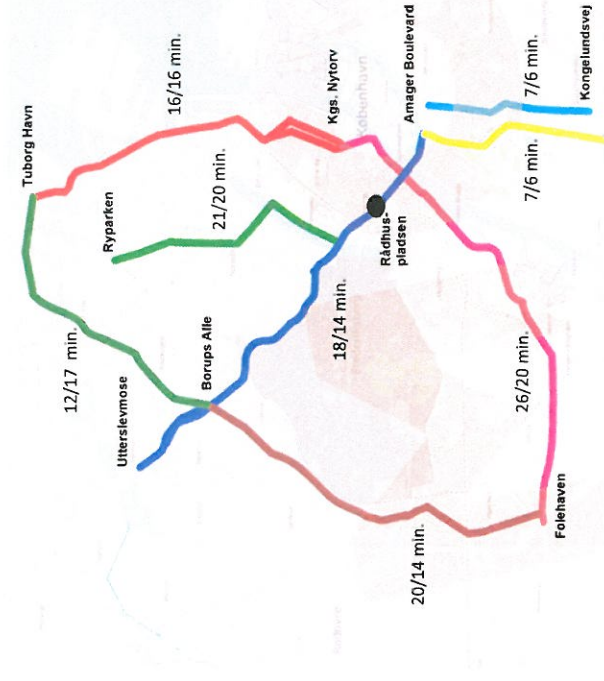 Tuborg Havn
12/17 min.
Ryparken
Utterslevmose
16/16 min.
Borups Alle
21/20 min.
Kgs. Nytorv
18/14 min.
København
Rådhus-
pladsen
Amager Boulevard
20/14 min.
26/20 min.
7/6 min.
7/6 min.
Folehaven
Kongelundsvej